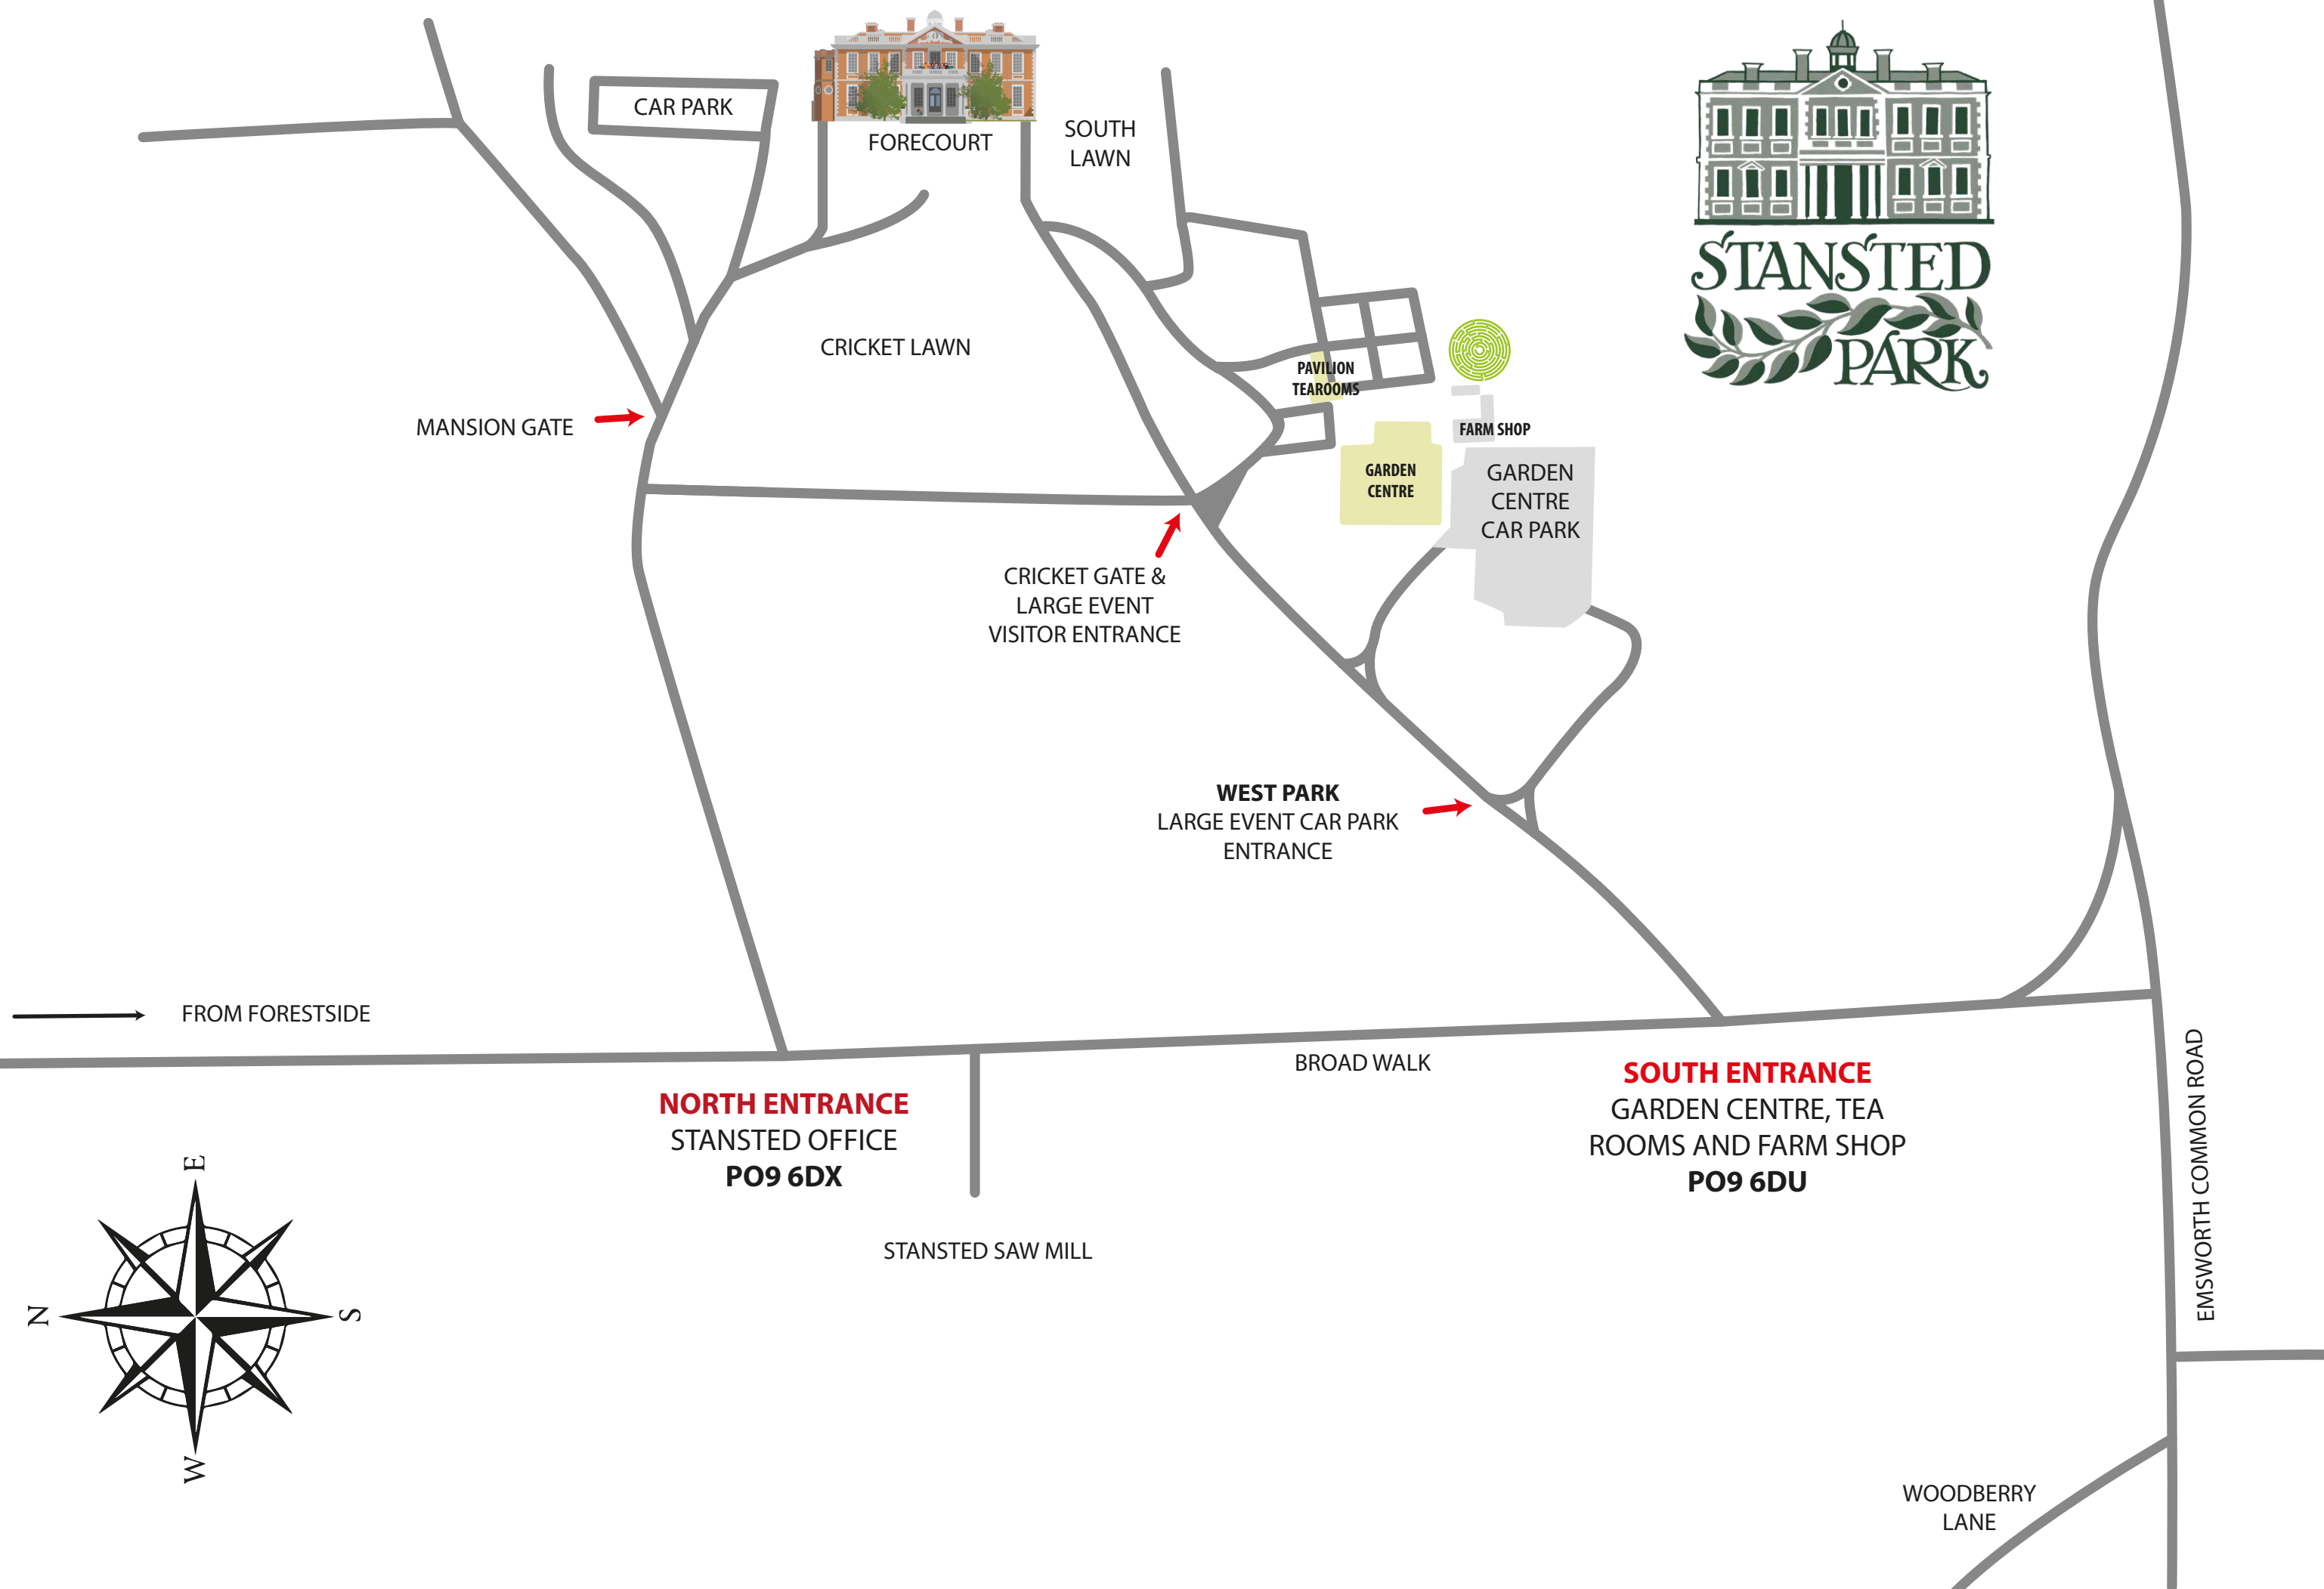 CAR PARK
FORECOURT
SOUTH
LAWN
STANSTED
PARK
CRICKET LAWN
PAVILION
TEAROOMS
MANSION GATE
FARM SHOP
GARDEN
CENTRE
GARDEN
CENTRE
CAR PARK
CRICKET GATE &
LARGE EVENT
VISITOR ENTRANCE
WEST PARK
LARGE EVENT CAR PARK
ENTRANCE
FROM FORESTSIDE
BROAD WALK
NORTH ENTRANCE
STANSTED OFFICE
PO9 6DX
SOUTH ENTRANCE
GARDEN CENTRE, TEA
ROOMS AND FARM SHOP
PO9 6DU
EMSWORTH COMMON ROAD
STANSTED SAW MILL
E
N
S
W
WOODBERRY
LANE